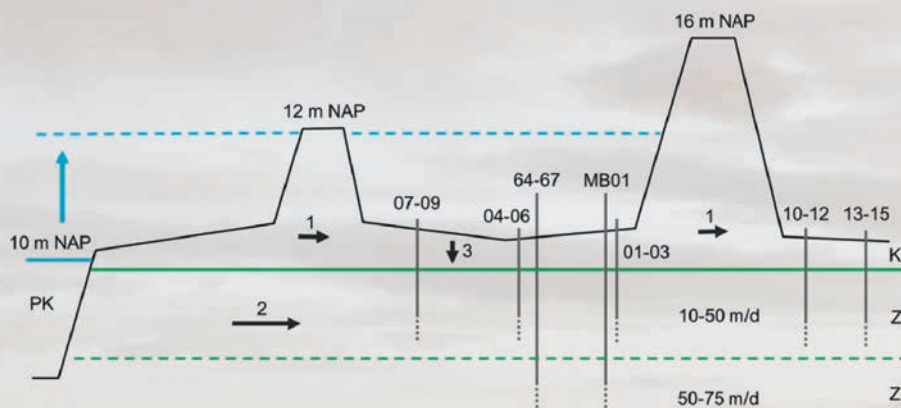 16 m NAP
12 m NAP
64-67
MB01
07-09
04-06
1
1
10-12
13-15
10 m NAP
3
01-03
K
PK
2
10-50 m/d
Z
50-75 m/d
Z